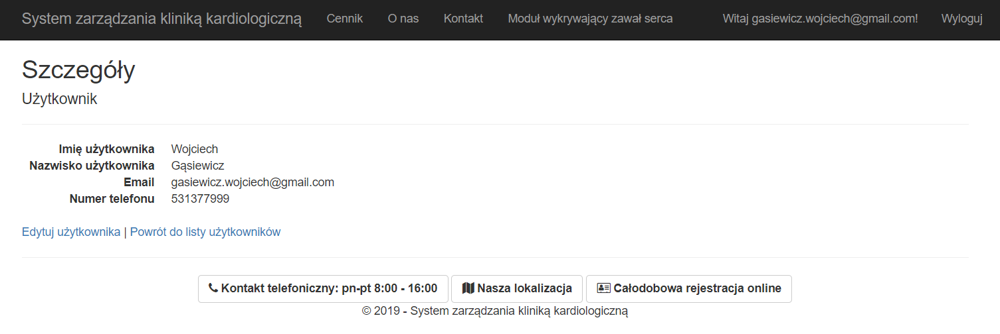 System zarządzania kliniką kardiologiczną Cennik O nas Kontakt Moduł wykrywający zawał serca Witaj gasiewicz.wojciech@gmail.com! Wyloguj
Szczegóły
Użytkownik
Imię użytkownika Wojciech
Nazwisko użytkownika Gąsiewicz
Email gasiewicz.wojciech@gmail.com
Numer telefonu 531377999
Edytuj użytkownika | Powrót do listy użytkowników
Kontakt telefoniczny: pn-pt 8:00 - 16:00 Nasza lokalizacja Całodobowa rejestracja online
© 2019 - System zarządzania kliniką kardiologiczną